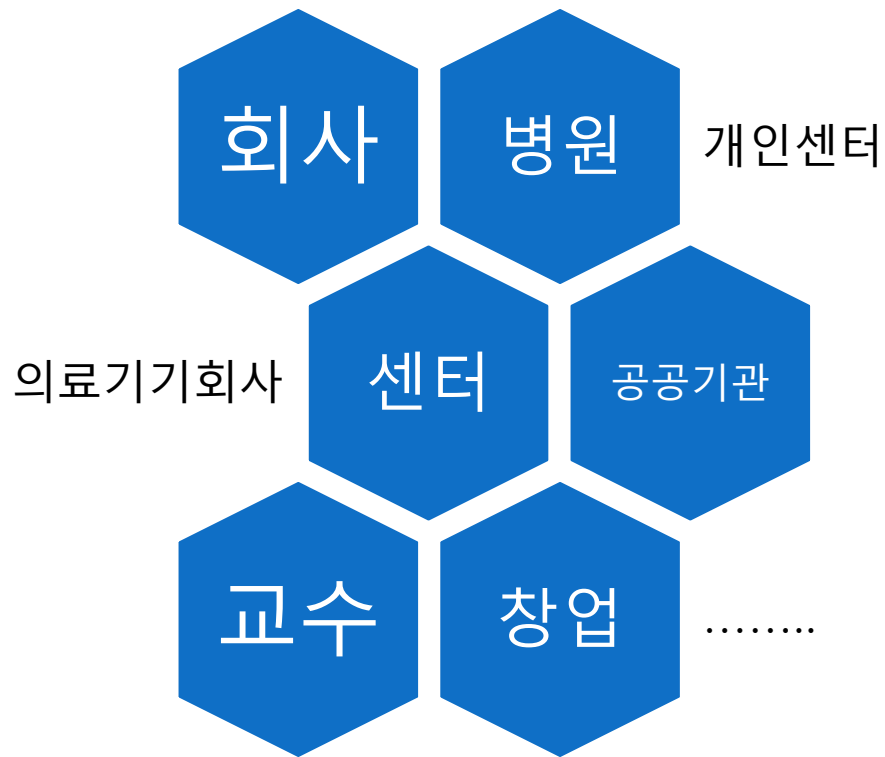 회사
병원
개인센터
의료기기회사
센터
공공기관
교수
창업
........